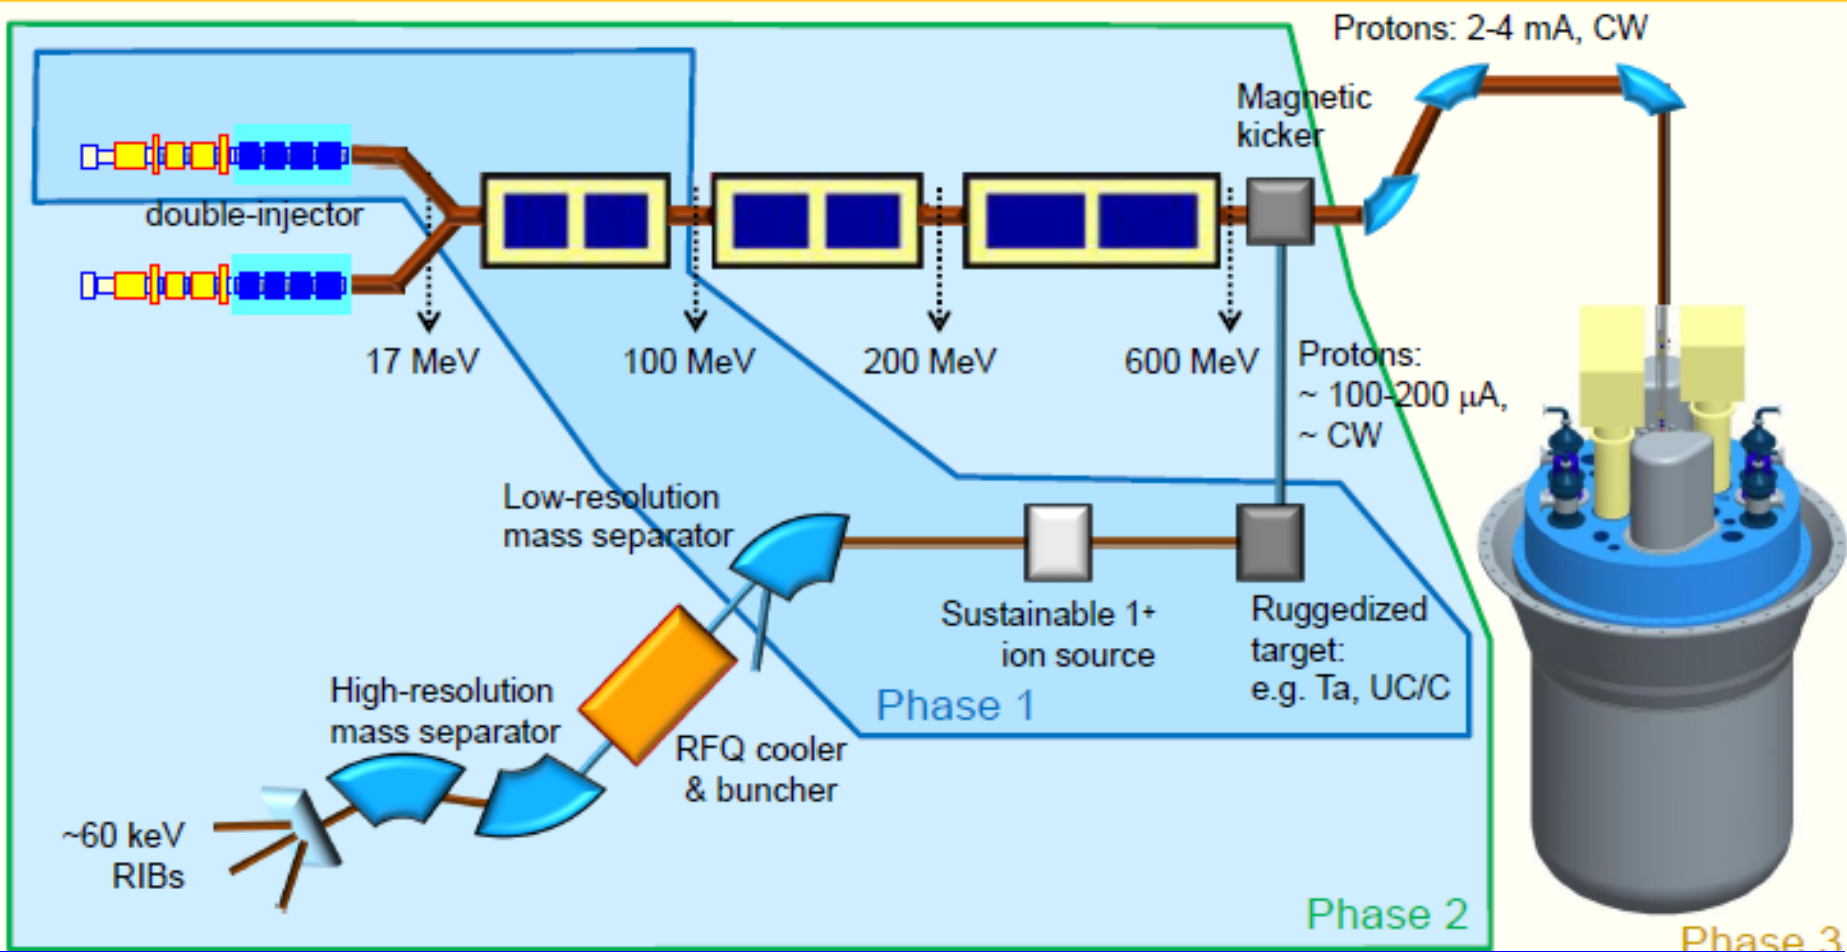 Protons: 2-4 mA, CW
Magnetic
kicker
double-injector
17 MeV
100 MeV
200 MeV
600 MeV
Protons:
~ 100-200 μA,
~ CW
Low-resolution
mass separator
Sustainable 1+
ion source
Ruggedized
target:
e.g. Ta, UC/C
Phase 1
High-resolution
mass separator
RFQ cooler
& buncher
~60 keV
RIBs
Phase 2
Phase 3